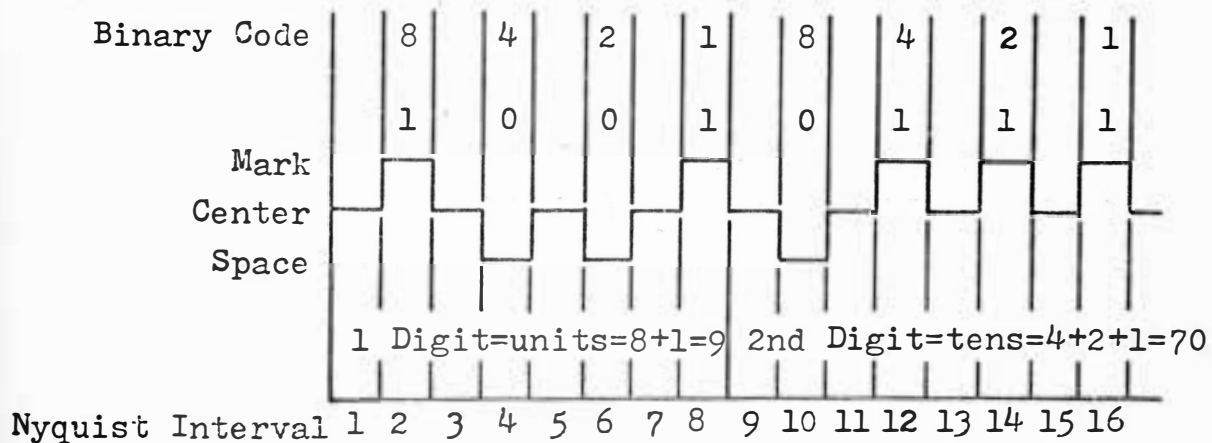 Binary Code 8 4 2 1 8 4 2 1
1 0 0 1 0 1 1 1
Mark
Center
Space
1 Digit=units=8+1=9 2nd Digit=tens=4+2+1=70
Nyquist Interval 1 2 3 4 5 6 7 8 9 10 11 12 13 14 15 16